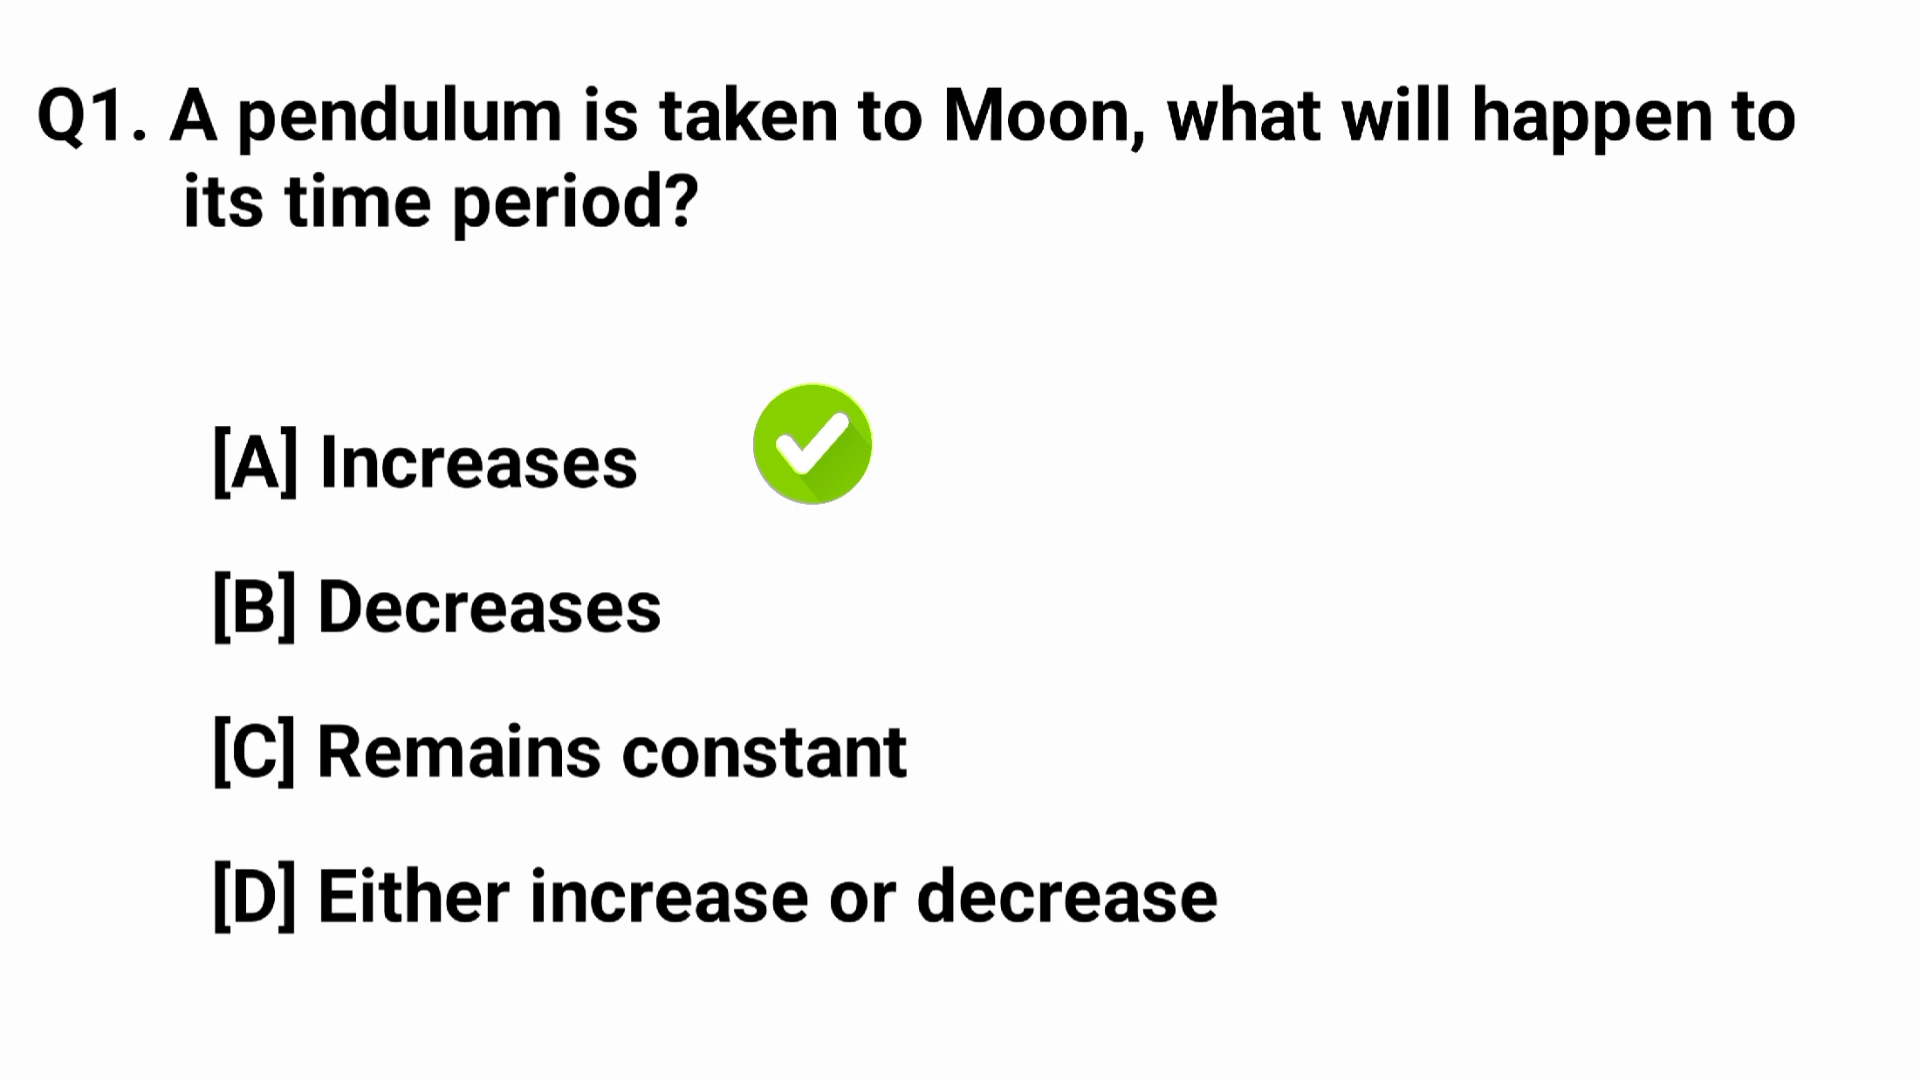 Q1. A pendulum is taken to Moon, what will happen to
its time period?
[A] Increases
[B] Decreases
[C] Remains constant
[D] Either increase or decrease